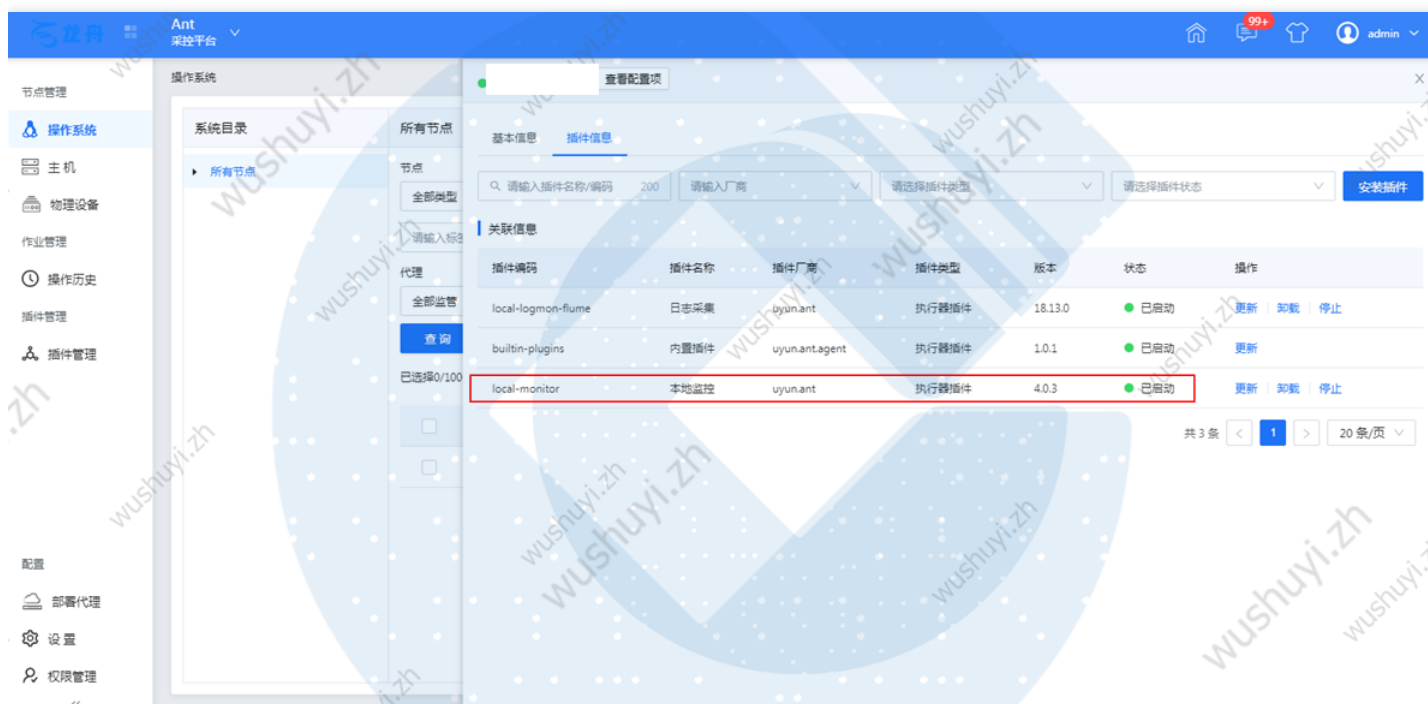 龙舟
Ant
采控平台
99+
admin
节点管理
操作系统
主机
物理设备
作业管理
操作历史
插件管理
插件管理
配置
部署代理
设置
权限管理
操作系统
系统目录
所有节点
所有节点
节点
全部类型
请输入标签
代理
全部监管
查询
已选择0/100
查看配置项
X
基本信息 插件信息
请输入插件名称/编码 200 请输入厂商 请选择插件类型 请选择插件状态 安装插件
关联信息
插件编码 插件名称 插件厂商 插件类型 版本 状态 操作
local-logmon-flume 日志采集 uyun.ant 执行器插件 18.13.0 已启动 更新 卸载 停止
builtin-plugins 内置插件 uyun.ant.agent 执行器插件 1.0.1 已启动 更新
local-monitor 本地监控 uyun.ant 执行器插件 4.0.3 已启动 更新 卸载 停止
共3条 < 1 > 20 条/页
wushuyi.zh